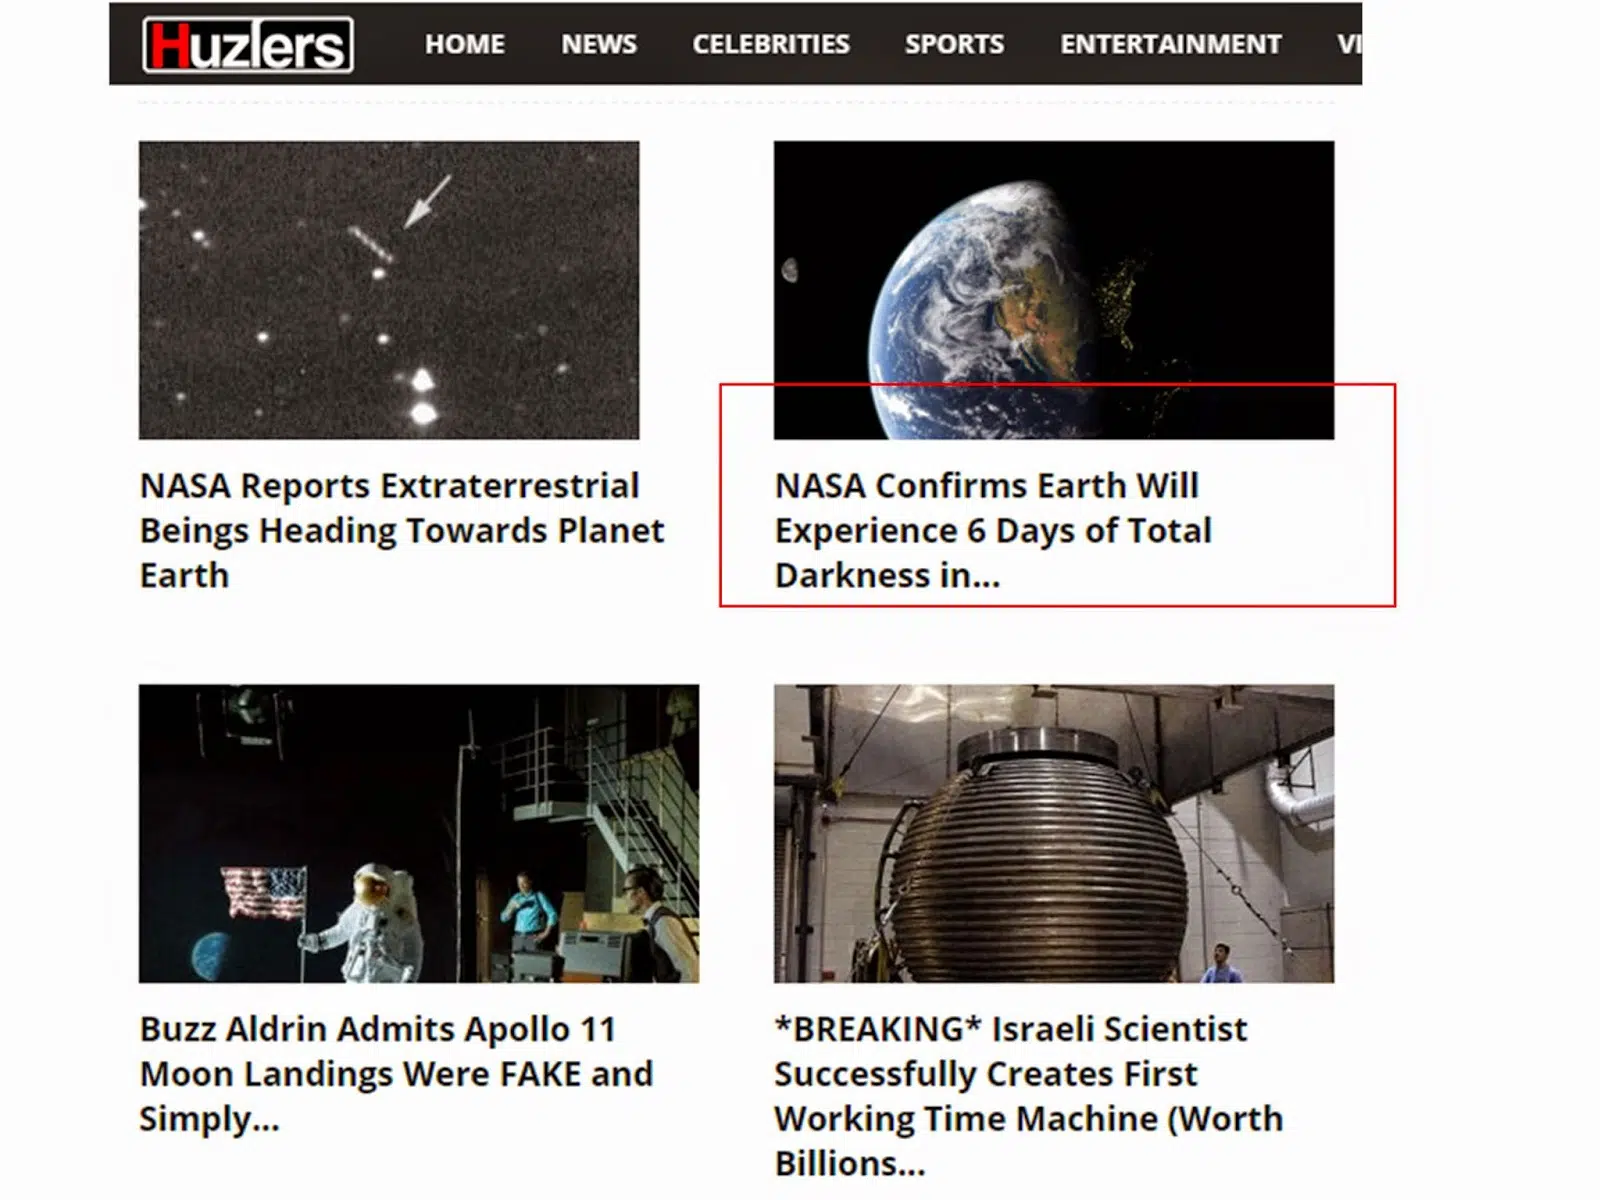 Huzlers HOME NEWS CELEBRITIES SPORTS ENTERTAINMENT VI
NASA Reports Extraterrestrial
Beings Heading Towards Planet
Earth
NASA Confirms Earth Will
Experience 6 Days of Total
Darkness in...
Buzz Aldrin Admits Apollo 11
Moon Landings Were FAKE and
Simply...
*BREAKING* Israeli Scientist
Successfully Creates First
Working Time Machine (Worth
Billions...